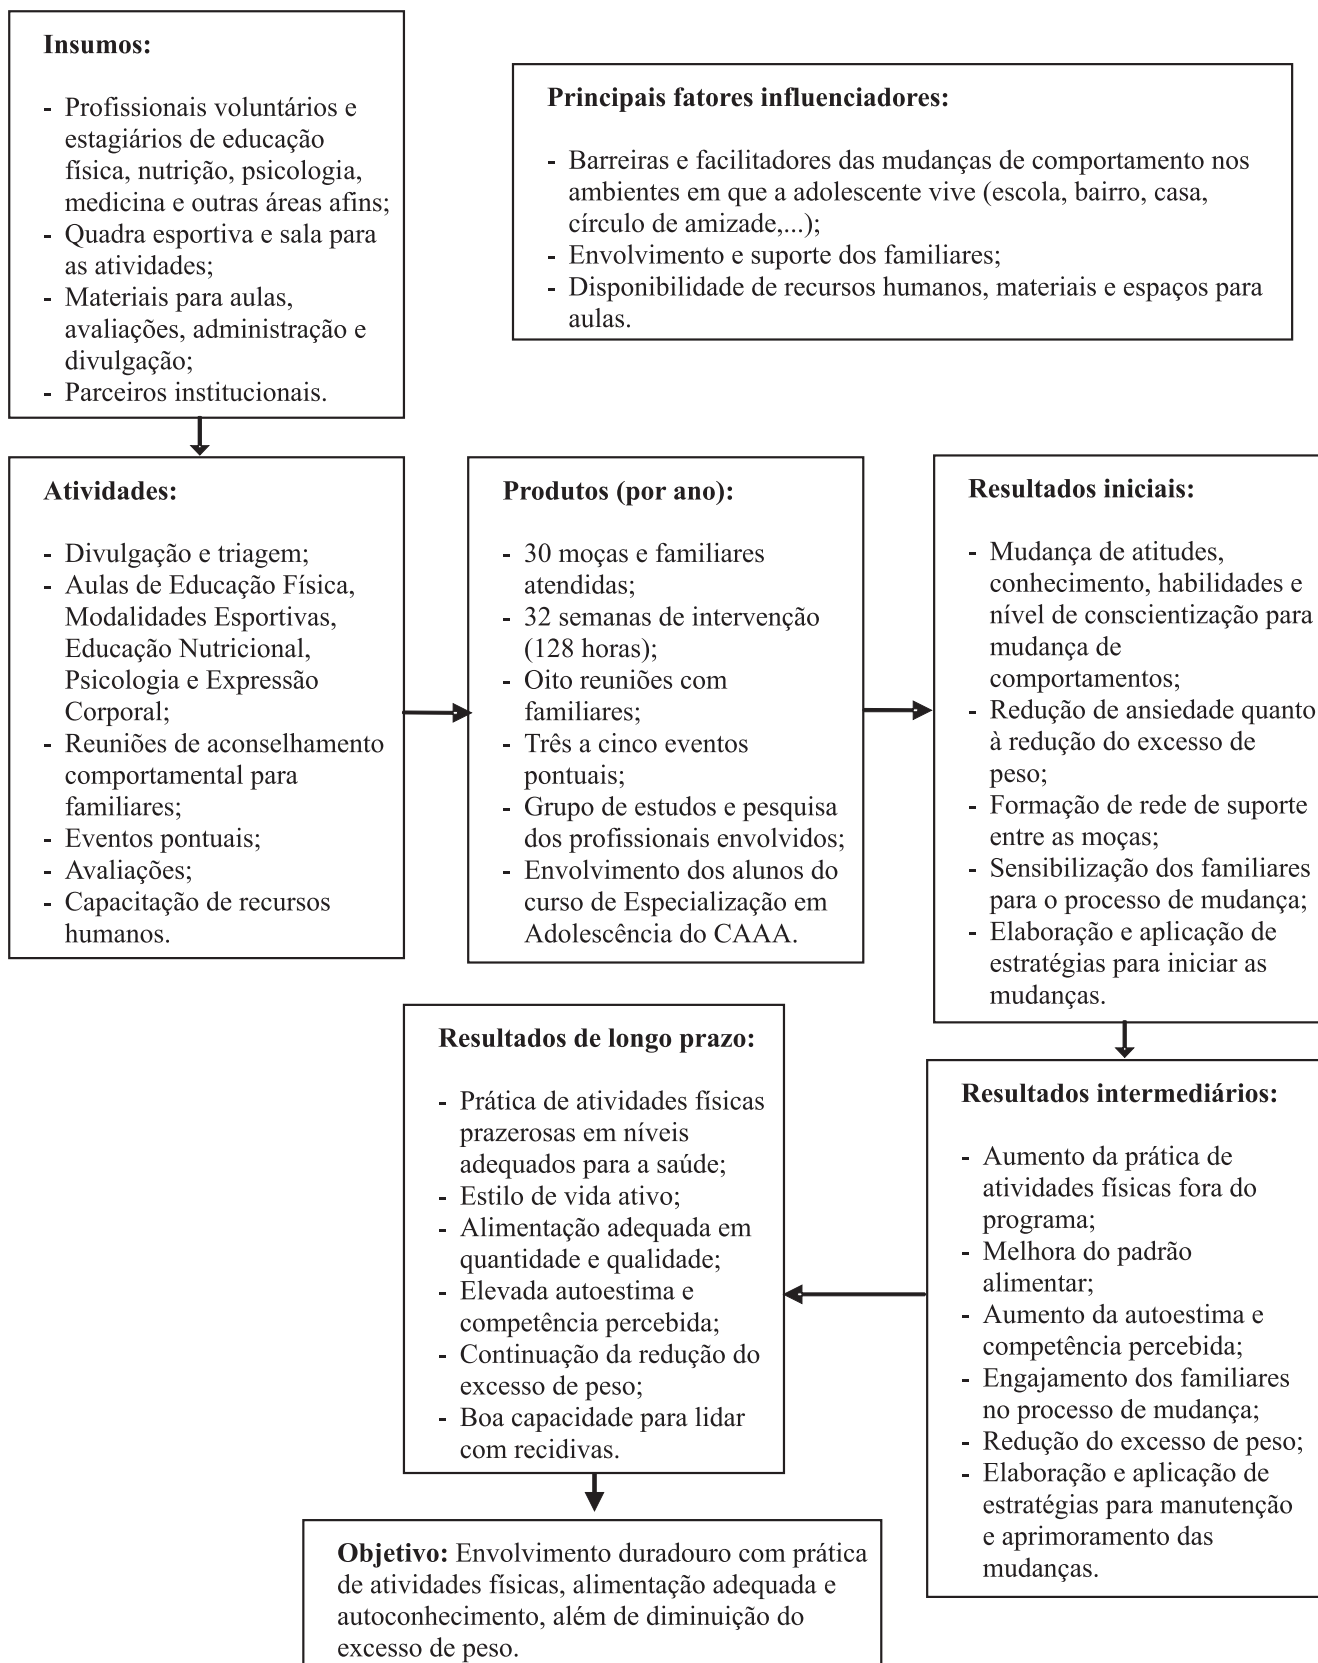 Insumos:
- Profissionais voluntários e
estagiários de educação
física, nutrição, psicologia,
medicina e outras áreas afins;
- Quadra esportiva e sala para
as atividades;
- Materiais para aulas,
avaliações, administração e
divulgação;
- Parceiros institucionais.
Principais fatores influenciadores:
- Barreiras e facilitadores das mudanças de comportamento nos
ambientes em que a adolescente vive (escola, bairro, casa,
círculo de amizade,...);
- Envolvimento e suporte dos familiares;
- Disponibilidade de recursos humanos, materiais e espaços para
aulas.
Atividades:
- Divulgação e triagem;
- Aulas de Educação Física,
Modalidades Esportivas,
Educação Nutricional,
Psicologia e Expressão
Corporal;
- Reuniões de aconselhamento
comportamental para
familiares;
- Eventos pontuais;
- Avaliações;
- Capacitação de recursos
humanos.
Produtos (por ano):
- 30 moças e familiares
atendidas;
- 32 semanas de intervenção
(128 horas);
- Oito reuniões com
familiares;
- Três a cinco eventos
pontuais;
- Grupo de estudos e pesquisa
dos profissionais envolvidos;
- Envolvimento dos alunos do
curso de Especialização em
Adolescência do CAAA.
Resultados iniciais:
- Mudança de atitudes,
conhecimento, habilidades e
nível de conscientização para
mudança de
comportamentos;
- Redução de ansiedade quanto
à redução do excesso de
peso;
- Formação de rede de suporte
entre as moças;
- Sensibilização dos familiares
para o processo de mudança;
- Elaboração e aplicação de
estratégias para iniciar as
mudanças.
Resultados intermediários:
- Aumento da prática de
atividades físicas fora do
programa;
- Melhora do padrão
alimentar;
- Aumento da autoestima e
competência percebida;
- Engajamento dos familiares
no processo de mudança;
- Redução do excesso de peso;
- Elaboração e aplicação de
estratégias para manutenção
e aprimoramento das
mudanças.
Resultados de longo prazo:
- Prática de atividades físicas
prazerosas em níveis
adequados para a saúde;
- Estilo de vida ativo;
- Alimentação adequada em
quantidade e qualidade;
- Elevada autoestima e
competência percebida;
- Continuação da redução do
excesso de peso;
- Boa capacidade para lidar
com recidivas.
Objetivo: Envolvimento duradouro com prática
de atividades físicas, alimentação adequada e
autoconhecimento, além de diminuição do
excesso de peso.